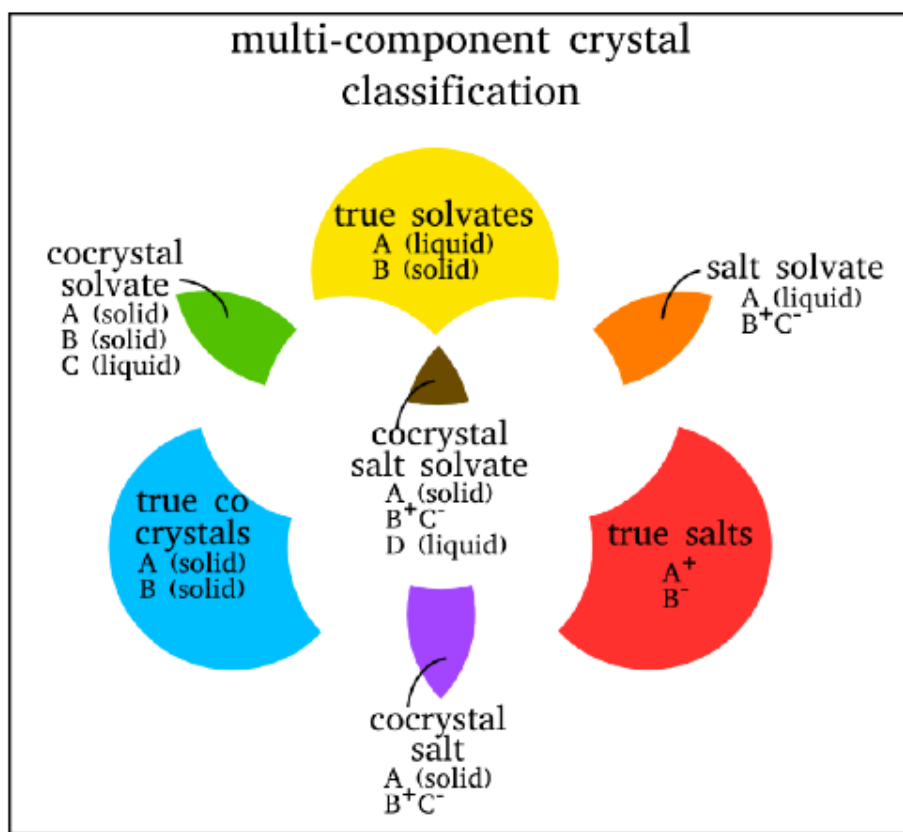 multi-component crystal
classification
true solvates
A (liquid)
B (solid)
cocrystal
solvate
A (solid)
B (solid)
C (liquid)
salt solvate
A (liquid)
B⁺C⁻
cocrystal
salt solvate
A (solid)
B⁺C⁻
D (liquid)
true co
crystals
A (solid)
B (solid)
true salts
A⁺
B⁻
cocrystal
salt
A (solid)
B⁺C⁻